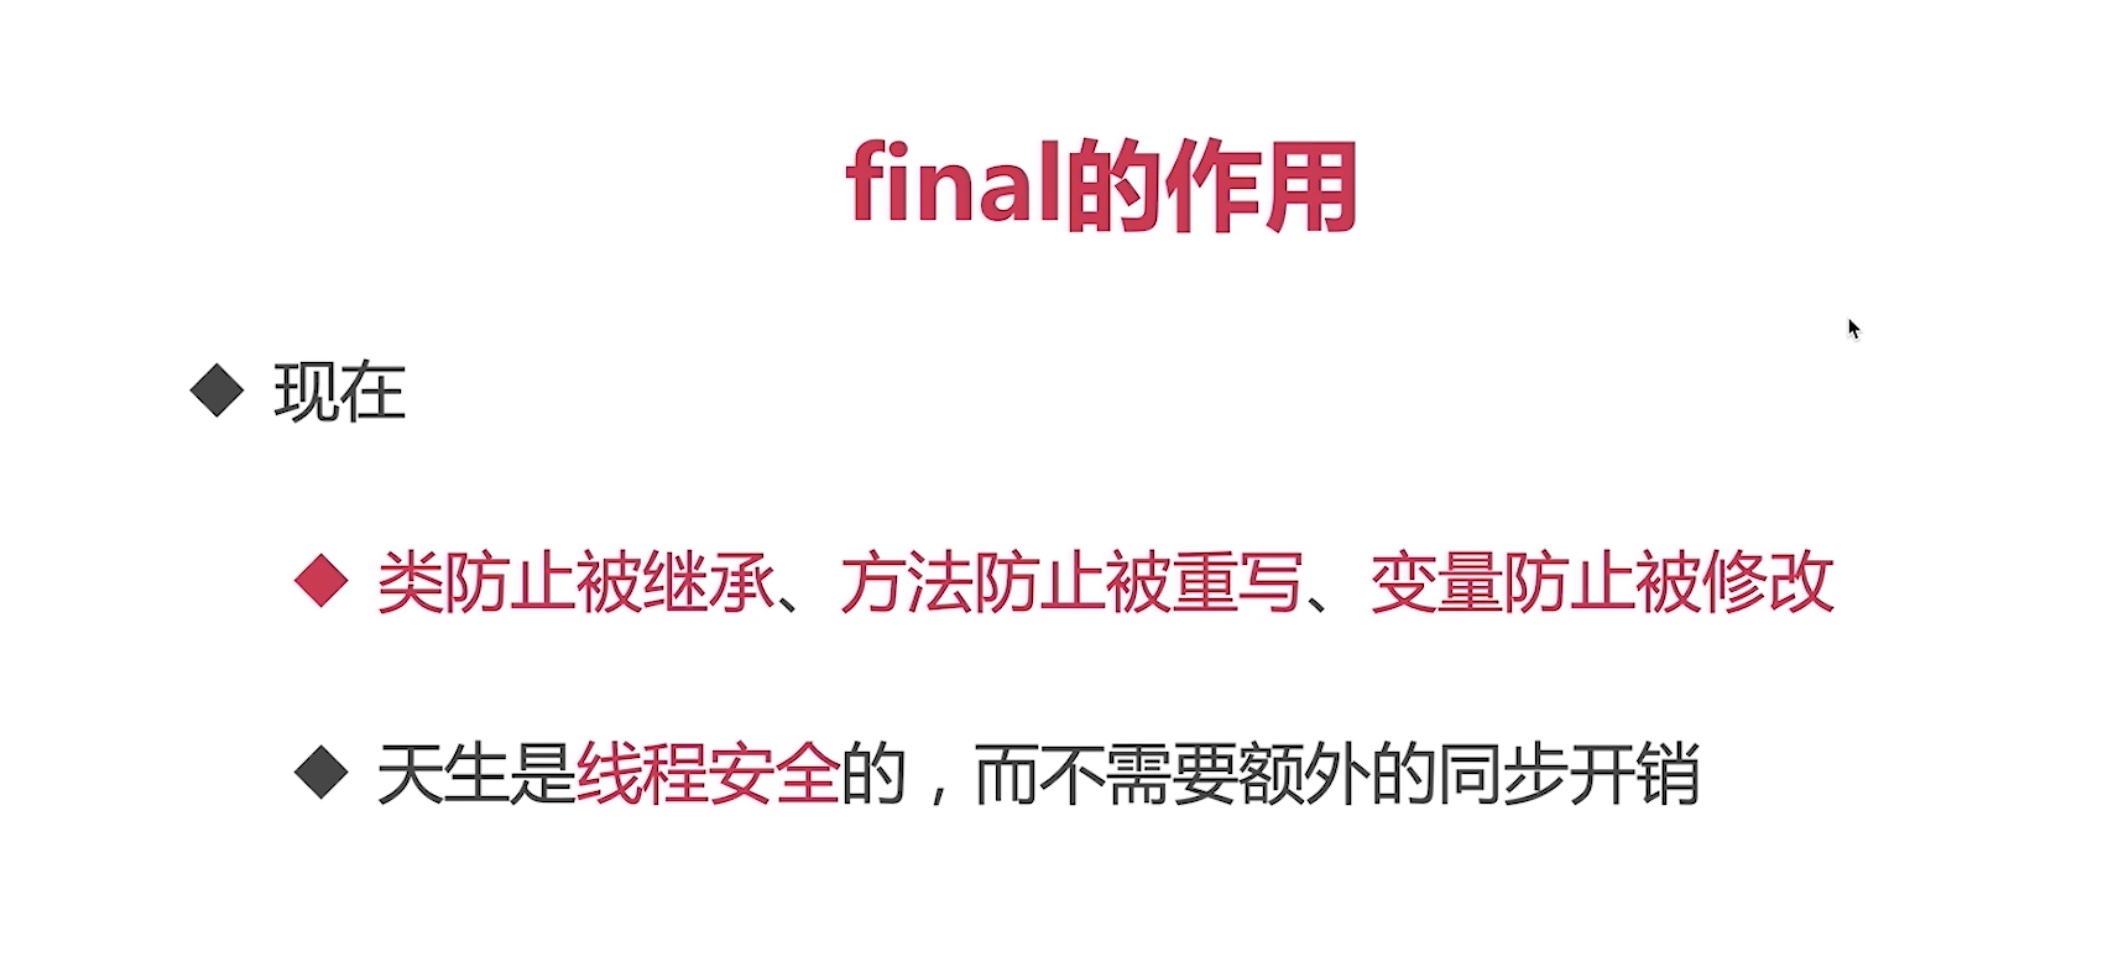 final的作用
现在
类防止被继承、方法防止被重写、变量防止被修改
天生是线程安全的，而不需要额外的同步开销